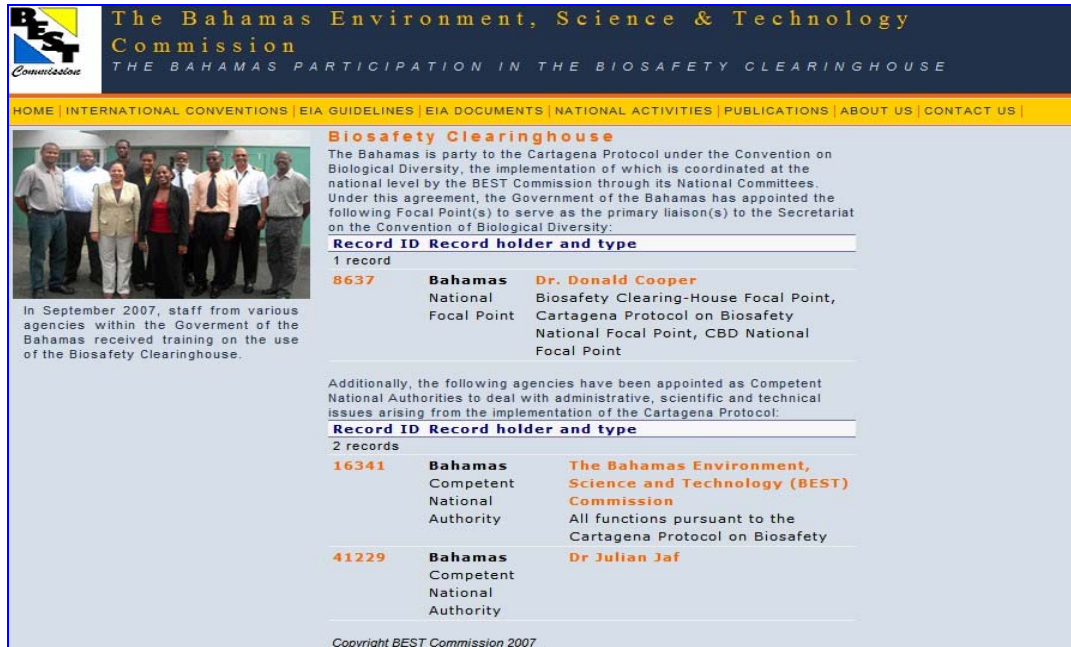 BEST
Commission
The Bahamas Environment, Science & Technology
Commission
THE BAHAMAS PARTICIPATION IN THE BIOSAFETY CLEARINGHOUSE
HOME | INTERNATIONAL CONVENTIONS | EIA GUIDELINES | EIA DOCUMENTS | NATIONAL ACTIVITIES | PUBLICATIONS | ABOUT US | CONTACT US |
In September 2007, staff from various
agencies within the Goverment of the
Bahamas received training on the use
of the Biosafety Clearinghouse.
Biosafety Clearinghouse
The Bahamas is party to the Cartagena Protocol under the Convention on
Biological Diversity, the implementation of which is coordinated at the
national level by the BEST Commission through its National Committees.
Under this agreement, the Government of the Bahamas has appointed the
following Focal Point(s) to serve as the primary liaison(s) to the Secretariat
on the Convention of Biological Diversity:
Record ID Record holder and type
1 record
8637 Bahamas Dr. Donald Cooper
National Biosafety Clearing-House Focal Point,
Focal Point Cartagena Protocol on Biosafety
National Focal Point, CBD National
Focal Point
Additionally, the following agencies have been appointed as Competent
National Authorities to deal with administrative, scientific and technical
issues arising from the implementation of the Cartagena Protocol:
Record ID Record holder and type
2 records
16341 Bahamas The Bahamas Environment,
Competent Science and Technology (BEST)
National Commission
Authority All functions pursuant to the
Cartagena Protocol on Biosafety
41229 Bahamas Dr Julian Jaf
Competent
National
Authority
Copyright BEST Commission 2007